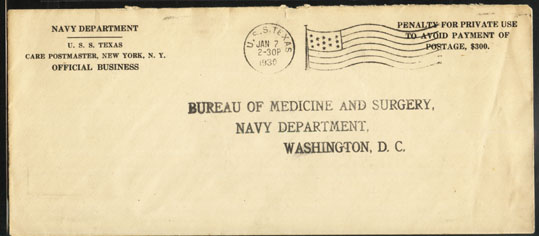 NAVY DEPARTMENT
U. S. S. TEXAS
CARE POSTMASTER, NEW YORK, N. Y.
OFFICIAL BUSINESS
U.S.S. TEXAS
JAN 7
2-30P
1930
PENALTY FOR PRIVATE USE
TO AVOID PAYMENT OF
POSTAGE, $300.
BUREAU OF MEDICINE AND SURGERY,
NAVY DEPARTMENT,
WASHINGTON, D. C.